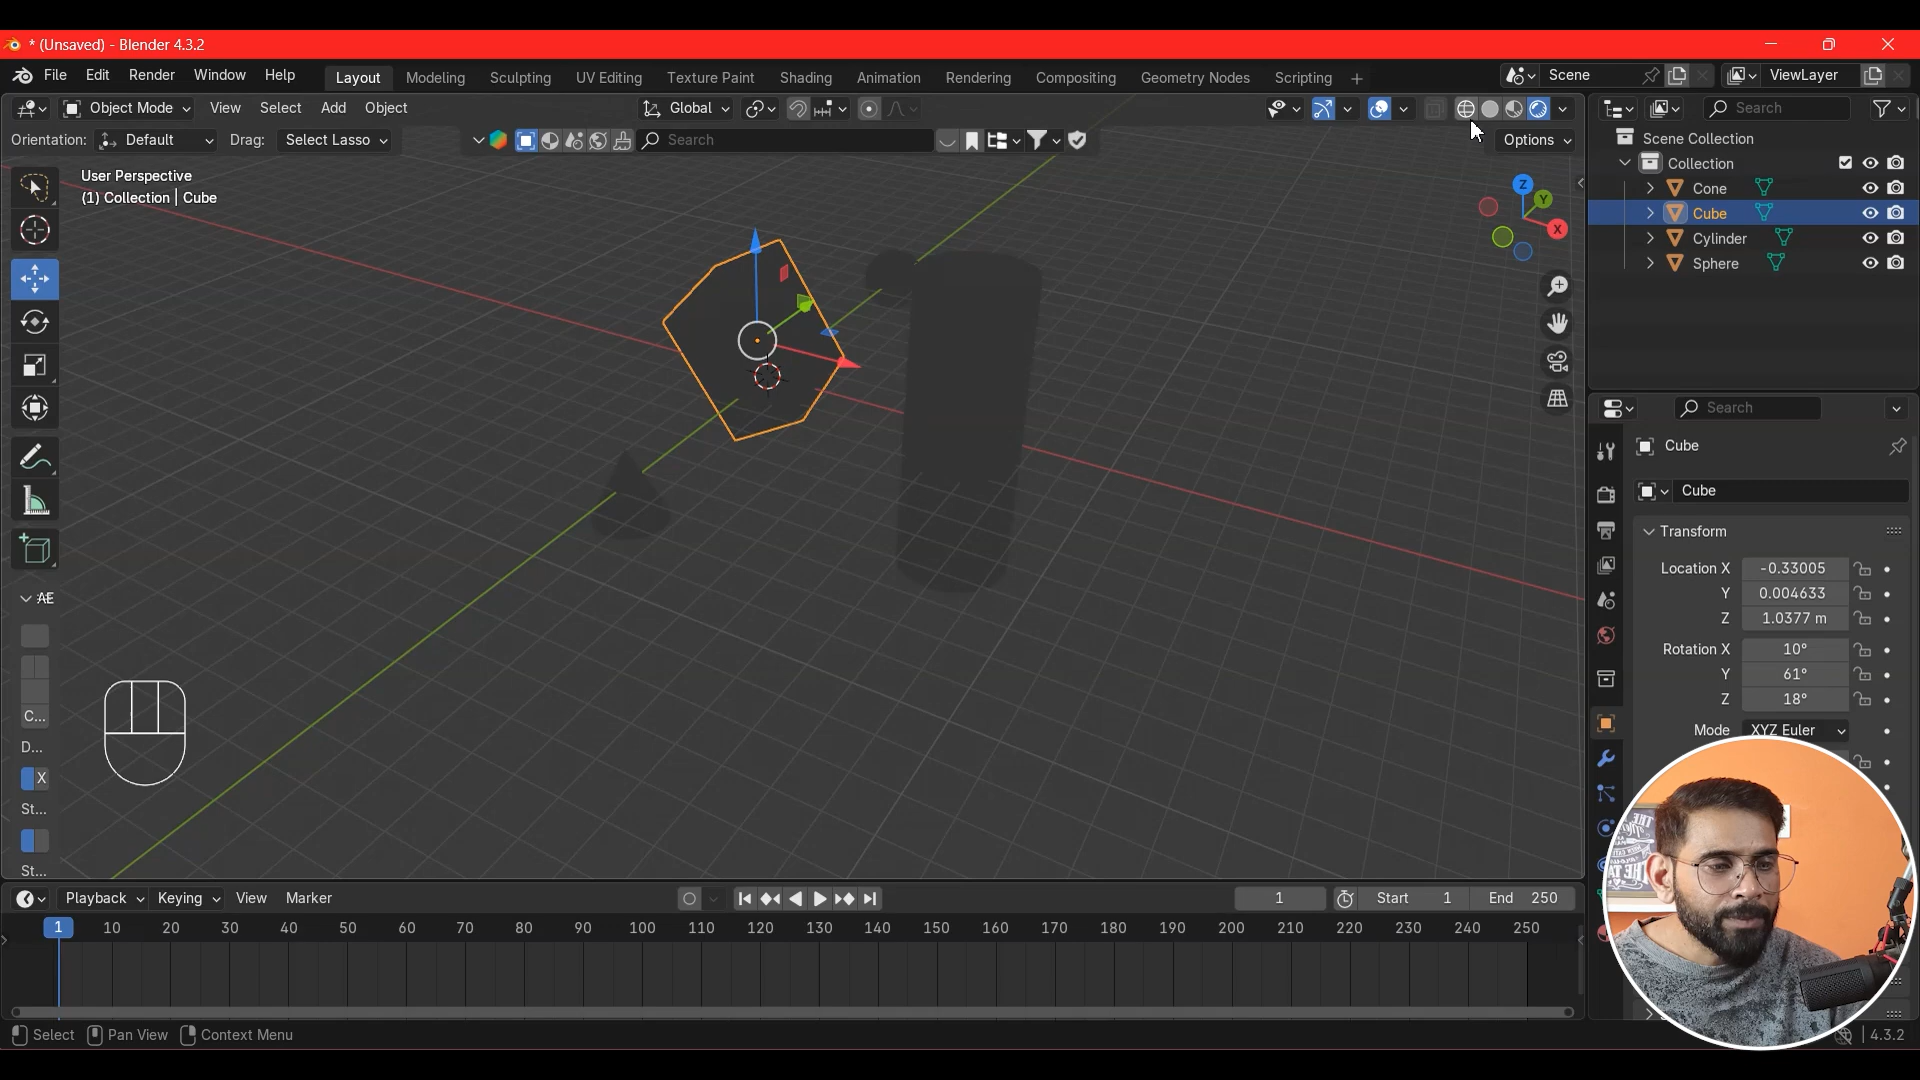 * (Unsaved) - Blender 4.3.2
File Edit Render Window Help Layout Modeling Sculpting UV Editing Texture Paint Shading Animation Rendering Compositing Geometry Nodes Scripting + Scene ViewLayer
Object Mode View Select Add Object Global Search
Orientation: Default Drag: Select Lasso Search Options
User Perspective
(1) Collection | Cube
Z
Y
X
Scene Collection
Collection
Cone
Cube
Cylinder
Sphere
Search
Cube
Cube
Transform
Location X -0.33005
Y 0.004633
Z 1.0377 m
Rotation X 10°
Y 61°
Z 18°
Mode XYZ Euler
AE
C...
D...
X
St...
St...
Playback Keying View Marker 1 Start 1 End 250
1 10 20 30 40 50 60 70 80 90 100 110 120 130 140 150 160 170 180 190 200 210 220 230 240 250
Select Pan View Context Menu 4.3.2